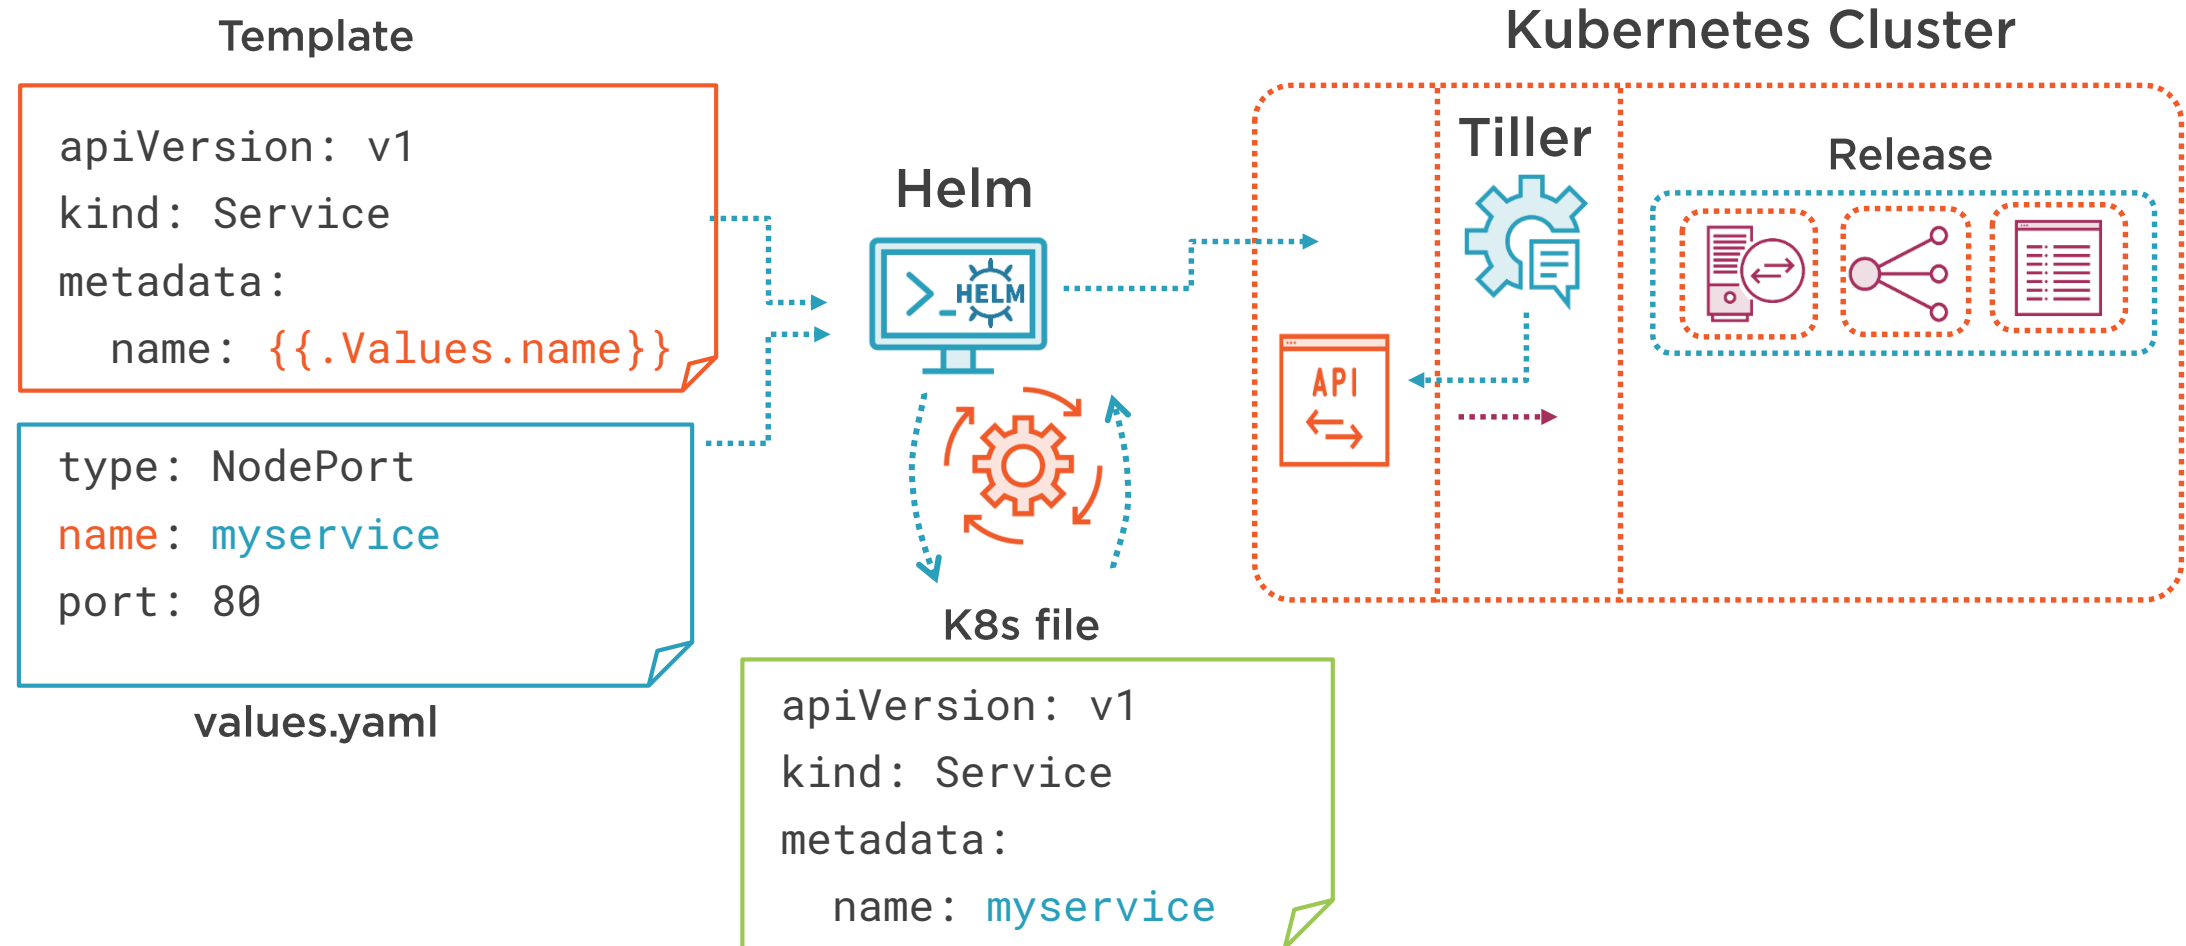 Template
apiVersion: v1
kind: Service
metadata:
  name: {{.Values.name}}
type: NodePort
name: myservice
port: 80
values.yaml
Helm
>_ HELM
K8s file
apiVersion: v1
kind: Service
metadata:
  name: myservice
Kubernetes Cluster
API
Tiller
Release